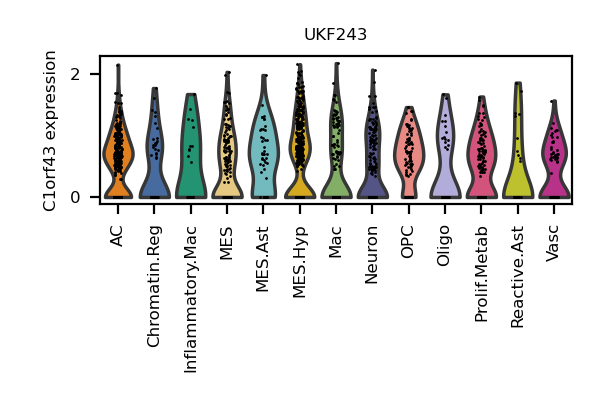 UKF243
C1orf43 expression
2
0
AC
Chromatin.Reg
Inflammatory.Mac
MES
MES.Ast
MES.Hyp
Mac
Neuron
OPC
Oligo
Prolif.Metab
Reactive.Ast
Vasc